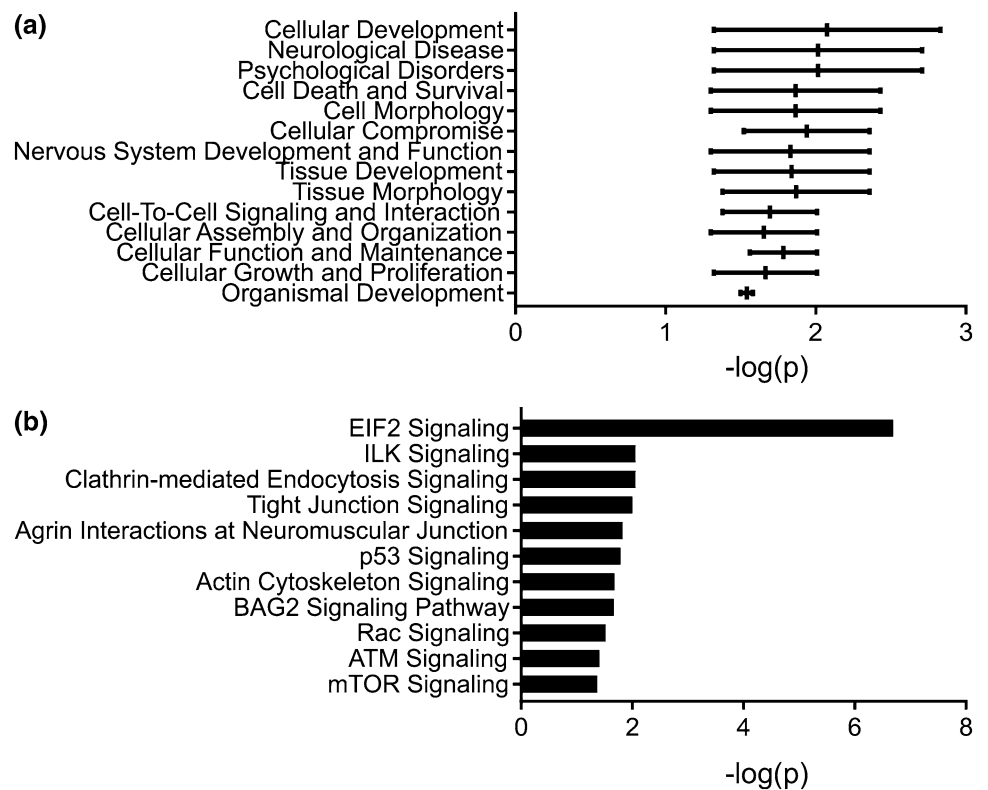 (a)
Cellular Development
Neurological Disease
Psychological Disorders
Cell Death and Survival
Cell Morphology
Cellular Compromise
Nervous System Development and Function
Tissue Development
Tissue Morphology
Cell-To-Cell Signaling and Interaction
Cellular Assembly and Organization
Cellular Function and Maintenance
Cellular Growth and Proliferation
Organismal Development
0 1 2 3
-log(p)
(b)
EIF2 Signaling
ILK Signaling
Clathrin-mediated Endocytosis Signaling
Tight Junction Signaling
Agrin Interactions at Neuromuscular Junction
p53 Signaling
Actin Cytoskeleton Signaling
BAG2 Signaling Pathway
Rac Signaling
ATM Signaling
mTOR Signaling
0 2 4 6 8
-log(p)